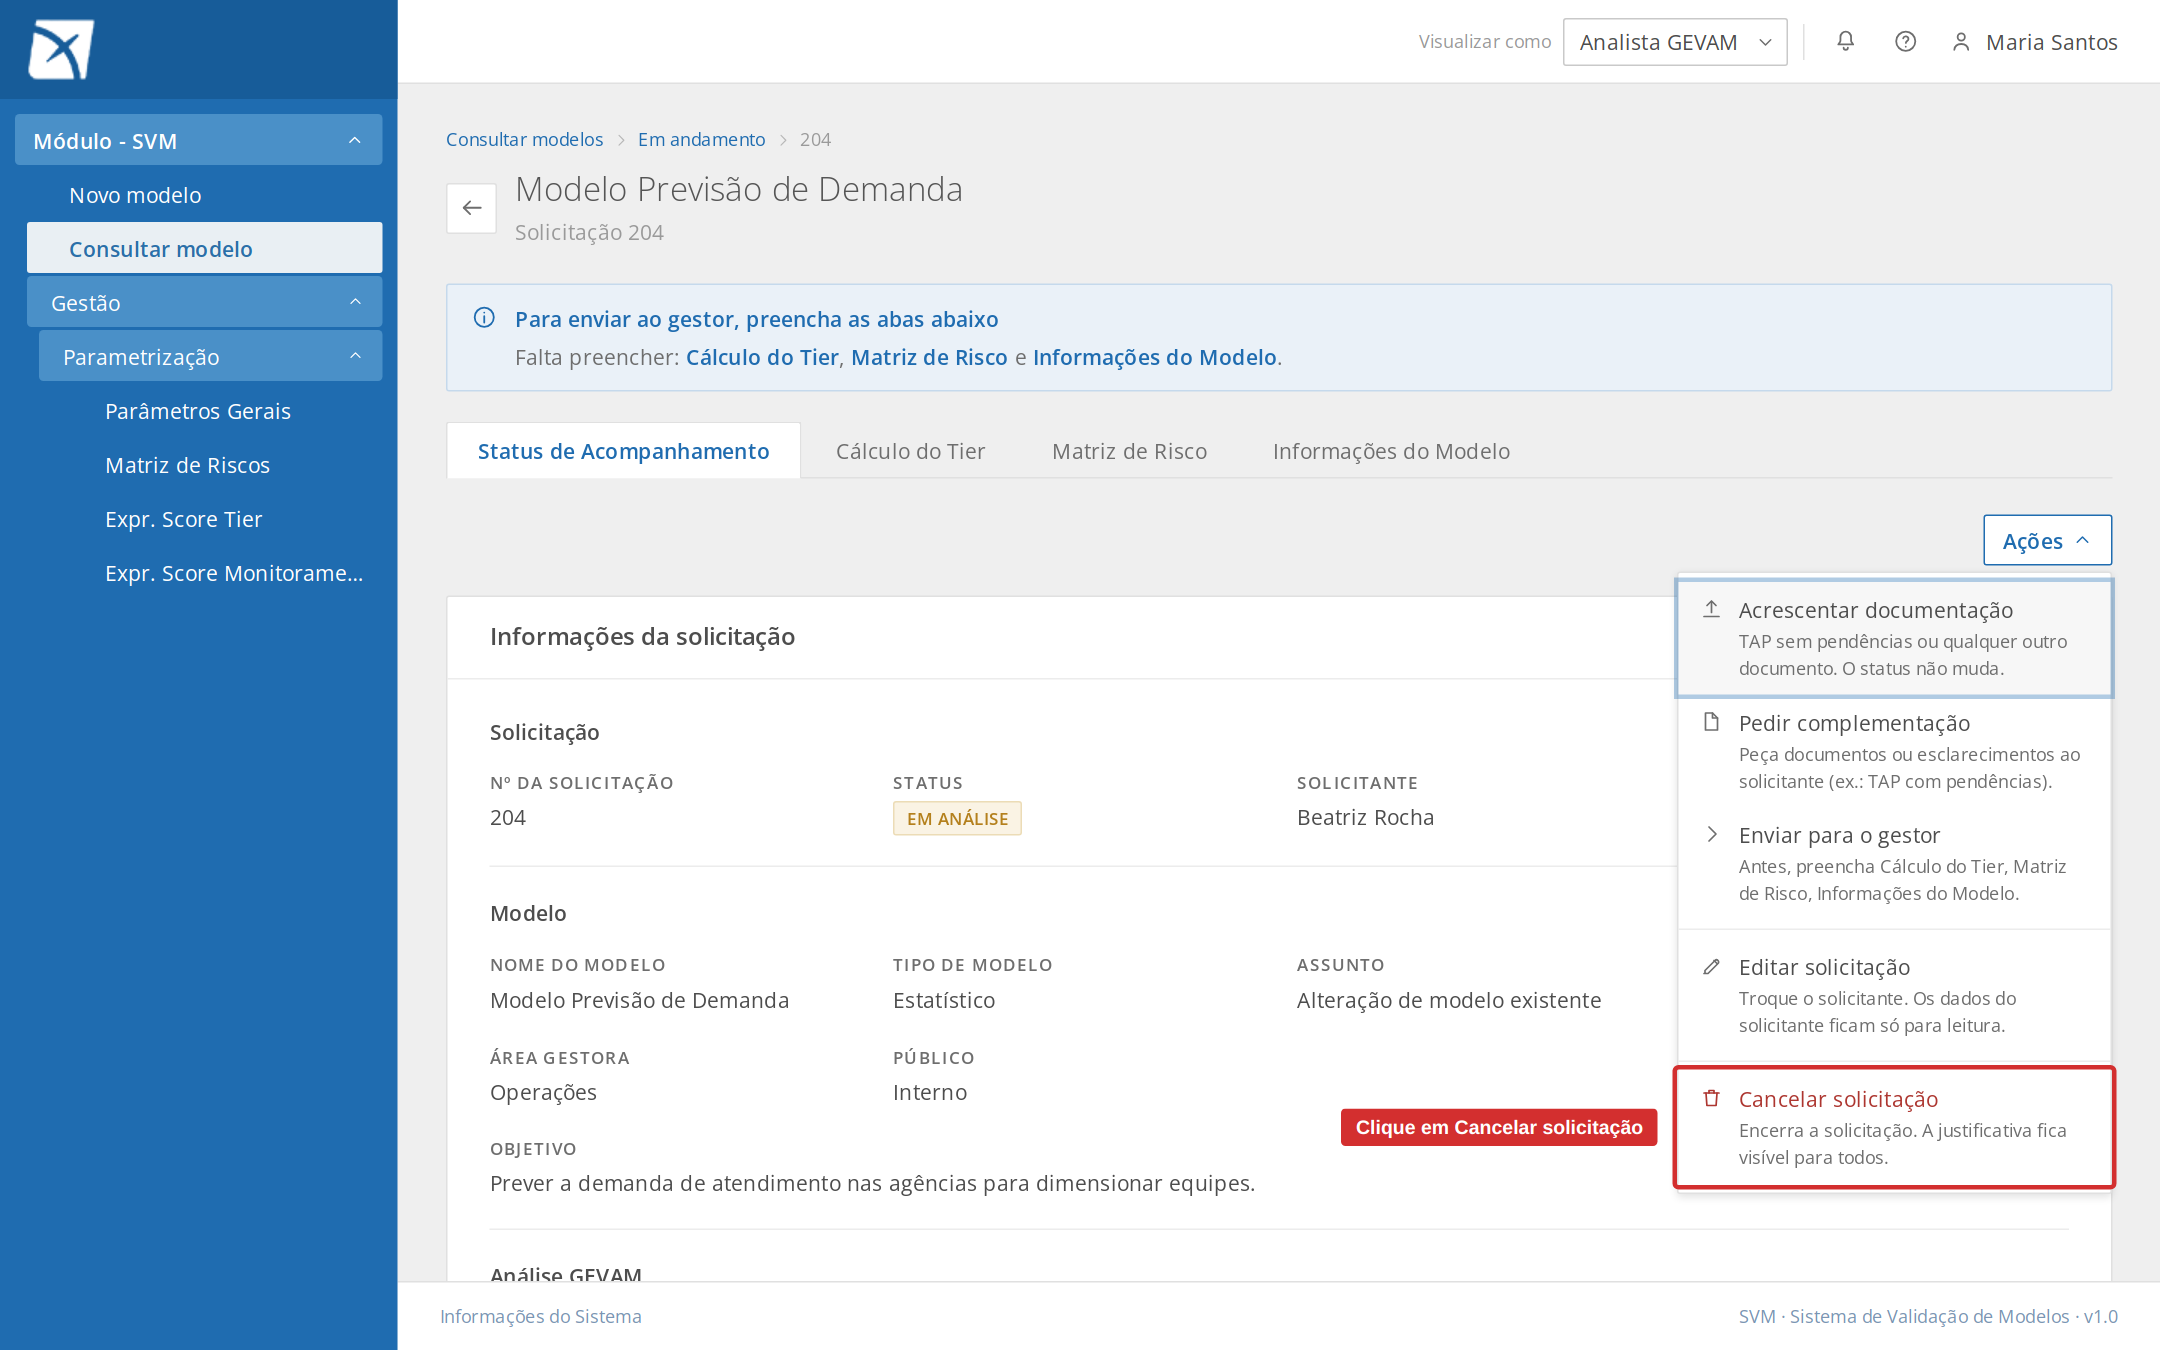 Visualizar como
Analista GEVAM
Maria Santos
Módulo - SVM
Novo modelo
Consultar modelo
Gestão
Parametrização
Parâmetros Gerais
Matriz de Riscos
Expr. Score Tier
Expr. Score Monitorame...
Consultar modelos
Em andamento
204
Modelo Previsão de Demanda
Solicitação 204
Para enviar ao gestor, preencha as abas abaixo
Falta preencher: Cálculo do Tier, Matriz de Risco e Informações do Modelo.
Status de Acompanhamento
Cálculo do Tier
Matriz de Risco
Informações do Modelo
Ações
Acrescentar documentação
TAP sem pendências ou qualquer outro
documento. O status não muda.
Pedir complementação
Peça documentos ou esclarecimentos ao
solicitante (ex.: TAP com pendências).
Enviar para o gestor
Antes, preencha Cálculo do Tier, Matriz
de Risco, Informações do Modelo.
Editar solicitação
Troque o solicitante. Os dados do
solicitante ficam só para leitura.
Cancelar solicitação
Encerra a solicitação. A justificativa fica
visível para todos.
Clique em Cancelar solicitação
Informações da solicitação
Solicitação
Nº DA SOLICITAÇÃO
204
STATUS
EM ANÁLISE
SOLICITANTE
Beatriz Rocha
Modelo
NOME DO MODELO
Modelo Previsão de Demanda
TIPO DE MODELO
Estatístico
ASSUNTO
Alteração de modelo existente
ÁREA GESTORA
Operações
PÚBLICO
Interno
OBJETIVO
Prever a demanda de atendimento nas agências para dimensionar equipes.
Análise GEVAM
Informações do Sistema
SVM · Sistema de Validação de Modelos · v1.0